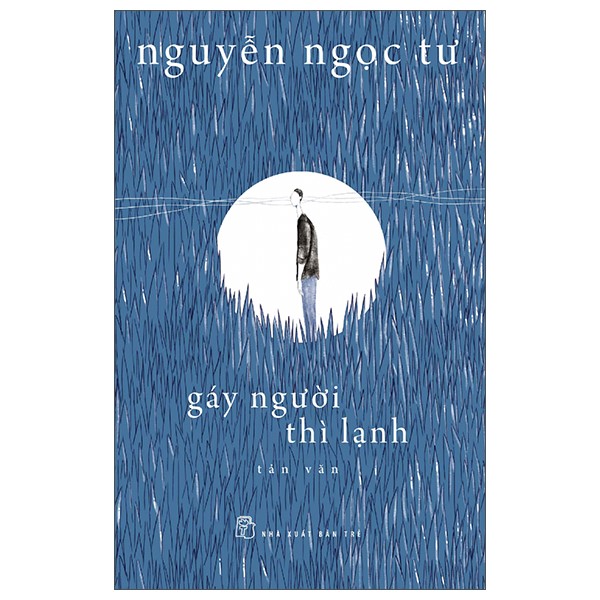 nguyễn ngọc tư
gáy người
thì lạnh
tản văn
NHÀ XUẤT BẢN TRẺ